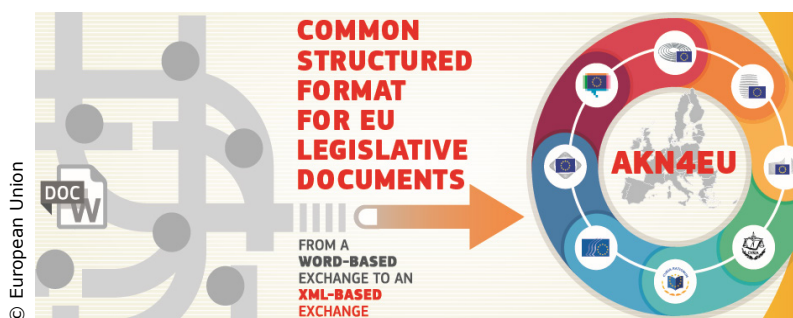 COMMON
STRUCTURED
FORMAT
FOR EU
LEGISLATIVE
DOCUMENTS
FROM A
WORD-BASED
EXCHANGE TO AN
XML-BASED
EXCHANGE
DOC
W
AKN4EU
© European Union